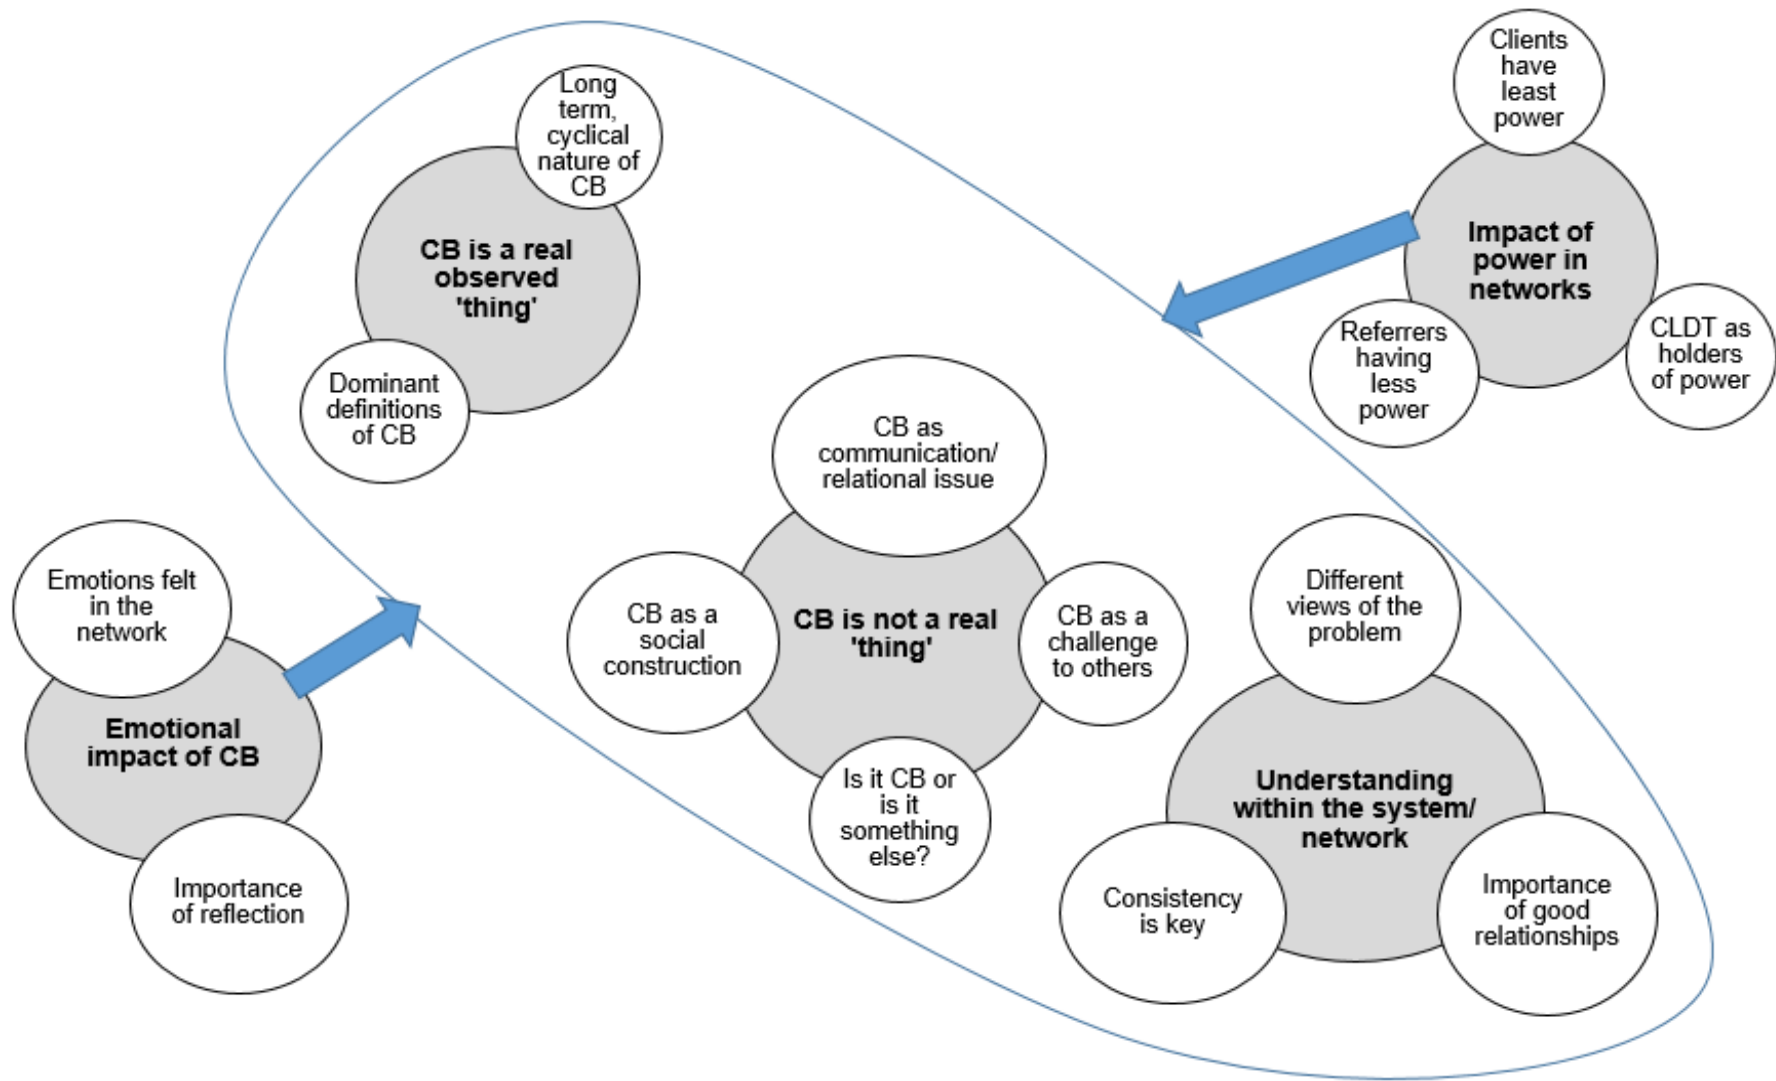 Long
term,
cyclical
nature of
CB
CB is a real
observed
'thing'
Dominant
definitions
of CB
Clients
have
least
power
Impact of
power in
networks
Referrers
having
less
power
CLDT as
holders
of power
CB as
communication/
relational issue
CB as a
social
construction
CB is not a real
'thing'
CB as a
challenge
to others
Is it CB or
is it
something
else?
Emotions felt
in the
network
Emotional
impact of CB
Importance
of reflection
Different
views of the
problem
Understanding
within the system/
network
Consistency
is key
Importance
of good
relationships